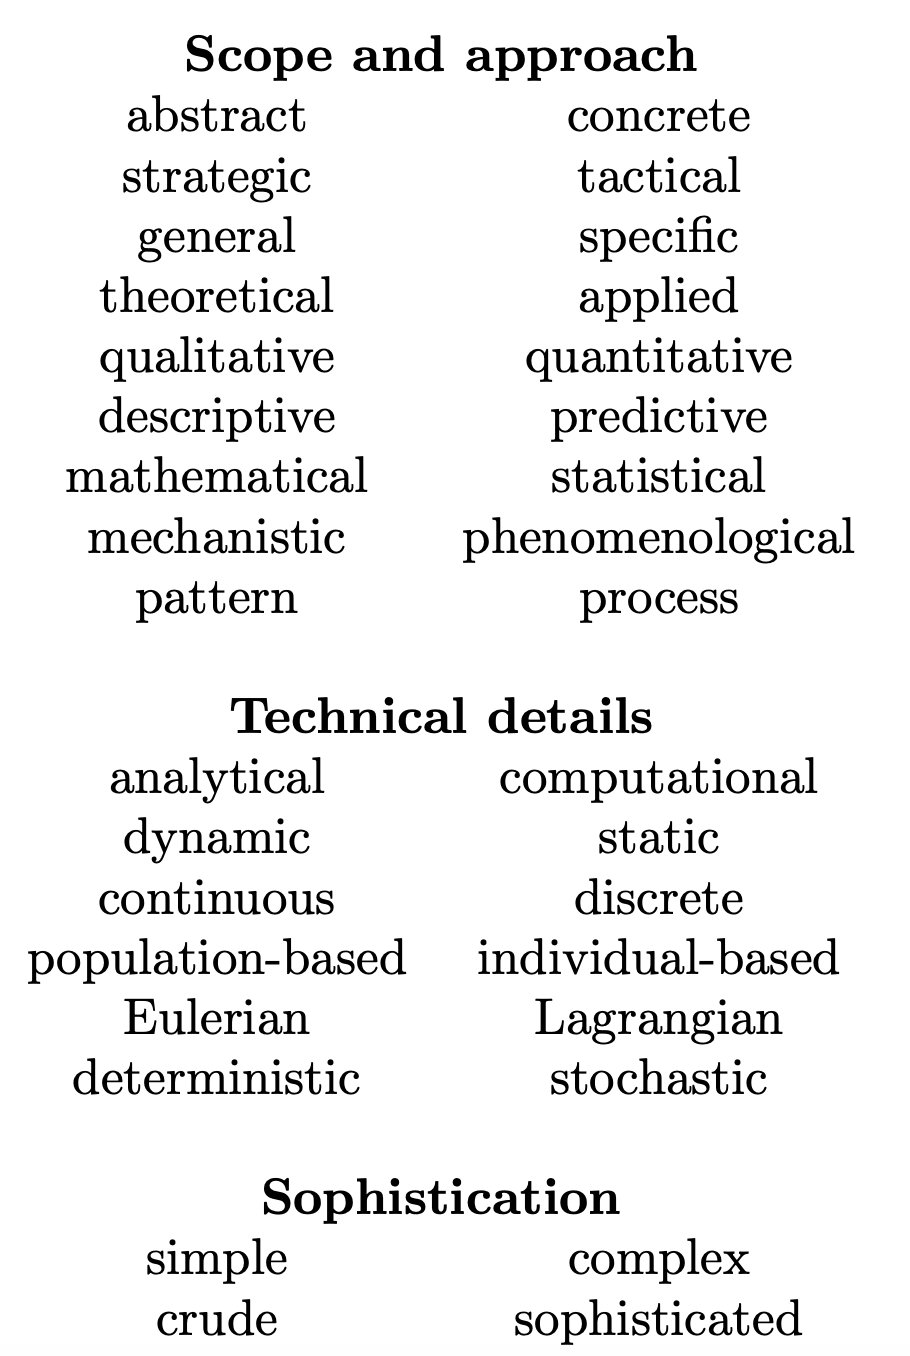 Scope and approach
abstract concrete
strategic tactical
general specific
theoretical applied
qualitative quantitative
descriptive predictive
mathematical statistical
mechanistic phenomenological
pattern process
Technical details
analytical computational
dynamic static
continuous discrete
population-based individual-based
Eulerian Lagrangian
deterministic stochastic
Sophistication
simple complex
crude sophisticated